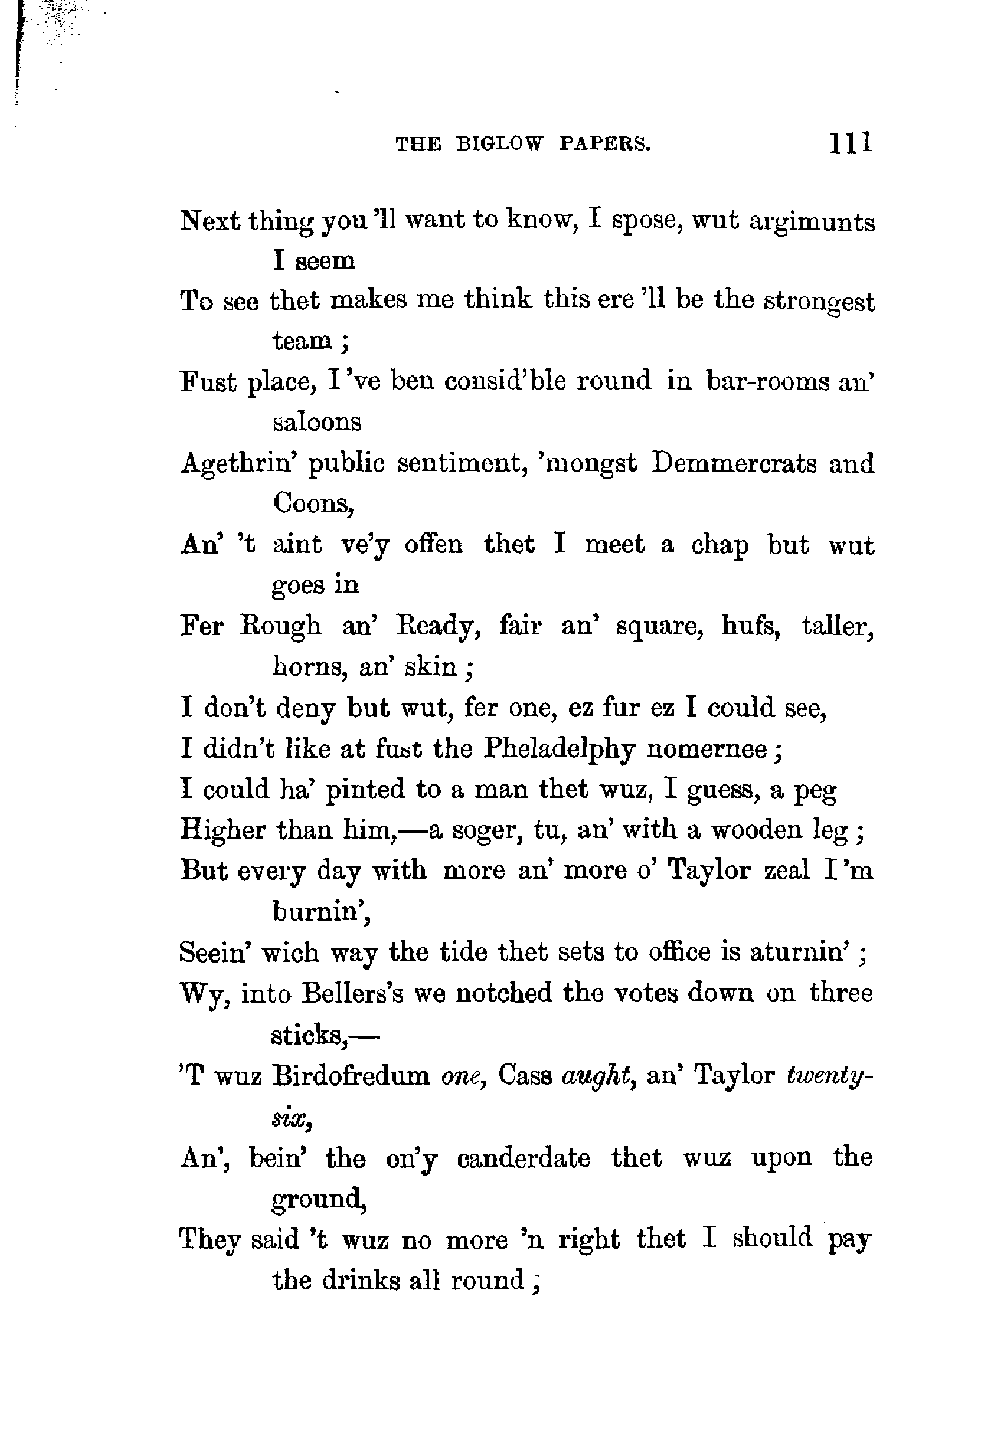 THE BIGLOW PAPERS. 111
Next thing you 'll want to know, I spose, wut argimunts
I seem
To see thet makes me think this ere 'll be the strongest
team ;
Fust place, I 've ben consid'ble round in bar-rooms an'
saloons
Agethrin' public sentiment, 'mongst Demmercrats and
Coons,
An' 't aint ve'y offen thet I meet a chap but wut
goes in
Fer Rough an' Ready, fair an' square, hufs, taller,
horns, an' skin ;
I don't deny but wut, fer one, ez fur ez I could see,
I didn't like at fust the Pheladelphy nomernee ;
I could ha' pinted to a man thet wuz, I guess, a peg
Higher than him,—a soger, tu, an' with a wooden leg ;
But every day with more an' more o' Taylor zeal I 'm
burnin',
Seein' wich way the tide thet sets to office is aturnin' ;
Wy, into Bellers's we notched the votes down on three
sticks,—
'T wuz Birdofredum one, Cass aught, an' Taylor twenty-
six,
An', bein' the on'y canderdate thet wuz upon the
ground,
They said 't wuz no more 'n right thet I should pay
the drinks all round ;